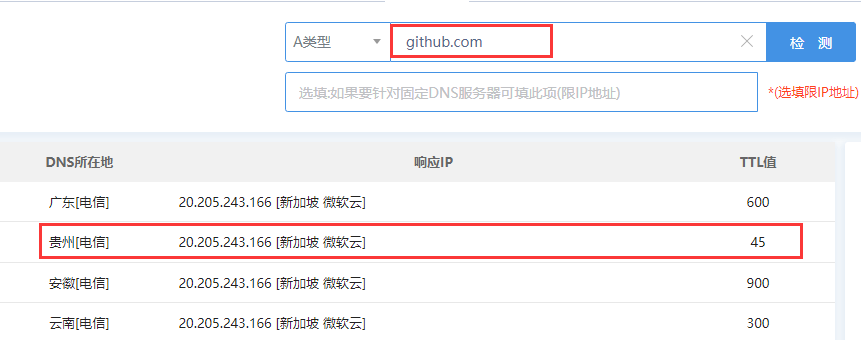 A类型 github.com 检 测
选填:如果要针对固定DNS服务器可填此项(限IP地址) *(选填限IP地址)
DNS所在地 响应IP TTL值
广东[电信] 20.205.243.166 [新加坡 微软云] 600
贵州[电信] 20.205.243.166 [新加坡 微软云] 45
安徽[电信] 20.205.243.166 [新加坡 微软云] 900
云南[电信] 20.205.243.166 [新加坡 微软云] 300